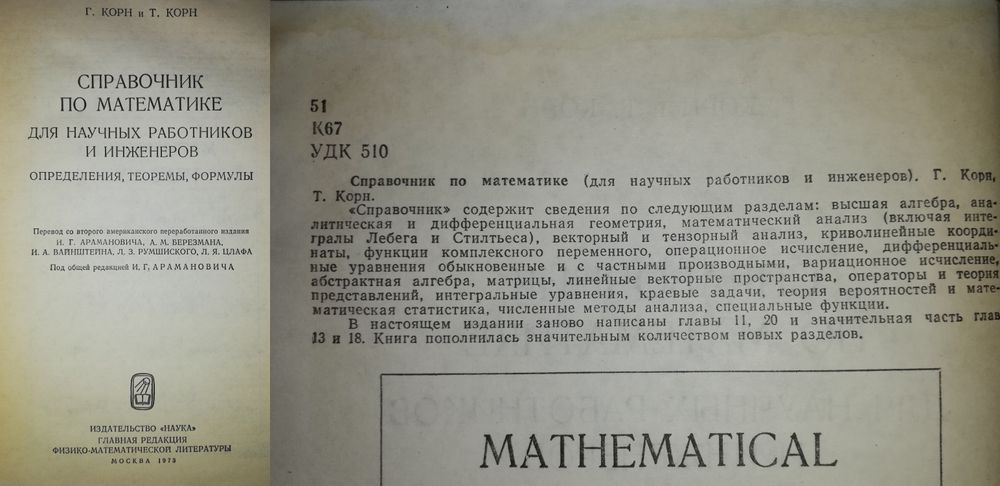 Г. КОРН и Т. КОРН
СПРАВОЧНИК
ПО МАТЕМАТИКЕ
ДЛЯ НАУЧНЫХ РАБОТНИКОВ
И ИНЖЕНЕРОВ
ОПРЕДЕЛЕНИЯ, ТЕОРЕМЫ, ФОРМУЛЫ
Перевод со второго американского переработанного издания
И. Г. АРАМАНОВИЧА, А. М. БЕРЕЗМАНА,
И. А. ВАЙНШТЕЙНА, Л. З. РУМШИСКОГО, Л. Я. ЦЛАФА
Под общей редакцией И. Г. АРАМАНОВИЧА
ИЗДАТЕЛЬСТВО «НАУКА»
ГЛАВНАЯ РЕДАКЦИЯ
ФИЗИКО-МАТЕМАТИЧЕСКОЙ ЛИТЕРАТУРЫ
МОСКВА 1973
51
К67
УДК 510
Справочник по математике (для научных работников и инженеров). Г. Корн,
Т. Корн.
«Справочник» содержит сведения по следующим разделам: высшая алгебра, ана-
литическая и дифференциальная геометрия, математический анализ (включая инте-
гралы Лебега и Стилтьеса), векторный и тензорный анализ, криволинейные коорди-
наты, функции комплексного переменного, операционное исчисление, дифференциаль-
ные уравнения обыкновенные и с частными производными, вариационное исчисление,
абстрактная алгебра, матрицы, линейные векторные пространства, операторы и теория
представлений, интегральные уравнения, краевые задачи, теория вероятностей и мате-
матическая статистика, численные методы анализа, специальные функции.
В настоящем издании заново написаны главы 11, 20 и значительная часть глав
13 и 18. Книга пополнилась значительным количеством новых разделов.
MATHEMATICAL